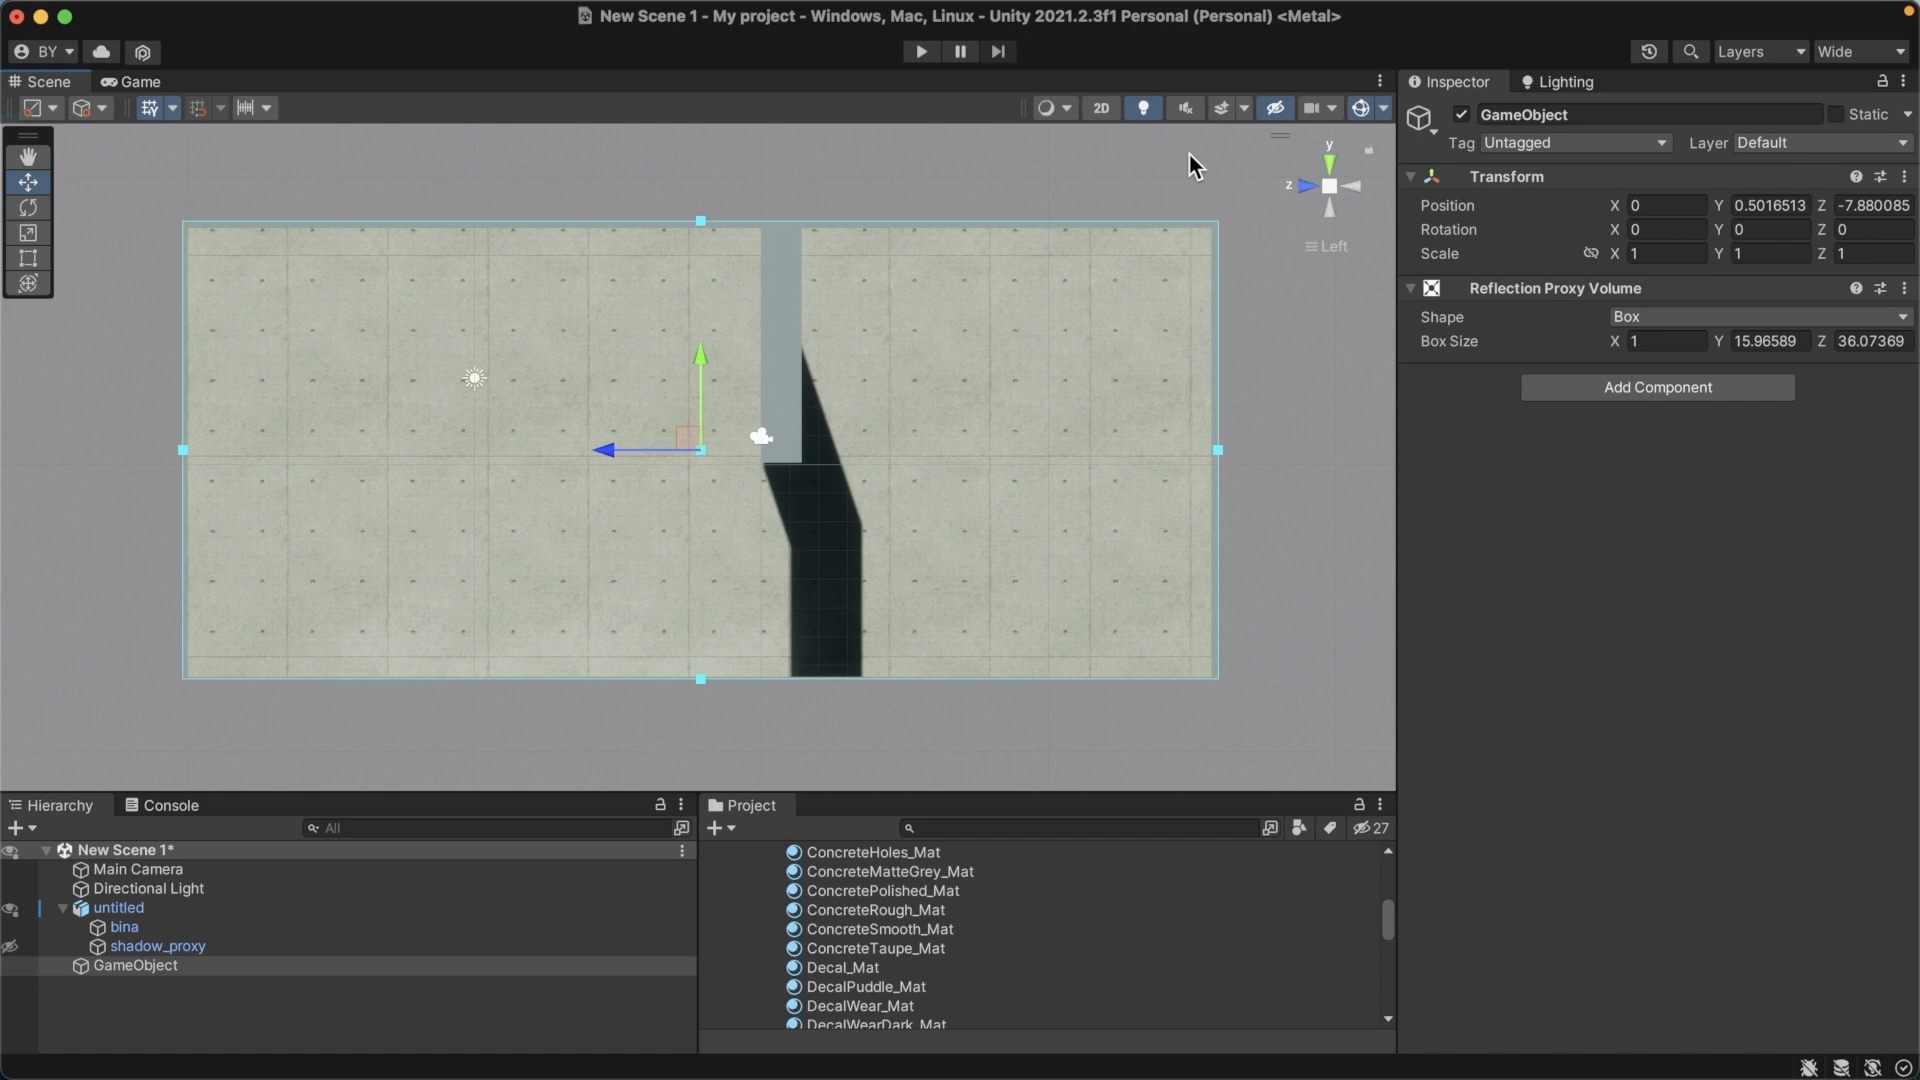 New Scene 1 - My project - Windows, Mac, Linux - Unity 2021.2.3f1 Personal (Personal) <Metal>
BY
Layers
Wide
Scene
Game
2D
y
z
Left
Inspector
Lighting
GameObject
Static
Tag Untagged
Layer Default
Transform
Position X 0 Y 0.5016513 Z -7.880085
Rotation X 0 Y 0 Z 0
Scale X 1 Y 1 Z 1
Reflection Proxy Volume
Shape Box
Box Size X 1 Y 15.96589 Z 36.07369
Add Component
Hierarchy
Console
All
New Scene 1*
Main Camera
Directional Light
untitled
bina
shadow_proxy
GameObject
Project
27
ConcreteHoles_Mat
ConcreteMatteGrey_Mat
ConcretePolished_Mat
ConcreteRough_Mat
ConcreteSmooth_Mat
ConcreteTaupe_Mat
Decal_Mat
DecalPuddle_Mat
DecalWear_Mat
DecalWearDark_Mat